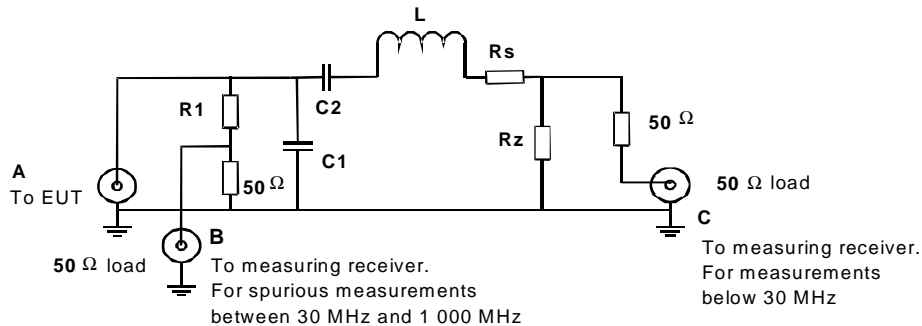 L
Rs
C2
R1
50 Ω
Rz
C1
A
To EUT
50 Ω
50 Ω load
C
B
50 Ω load
To measuring receiver.
For spurious measurements
between 30 MHz and 1 000 MHz
To measuring receiver.
For measurements
below 30 MHz